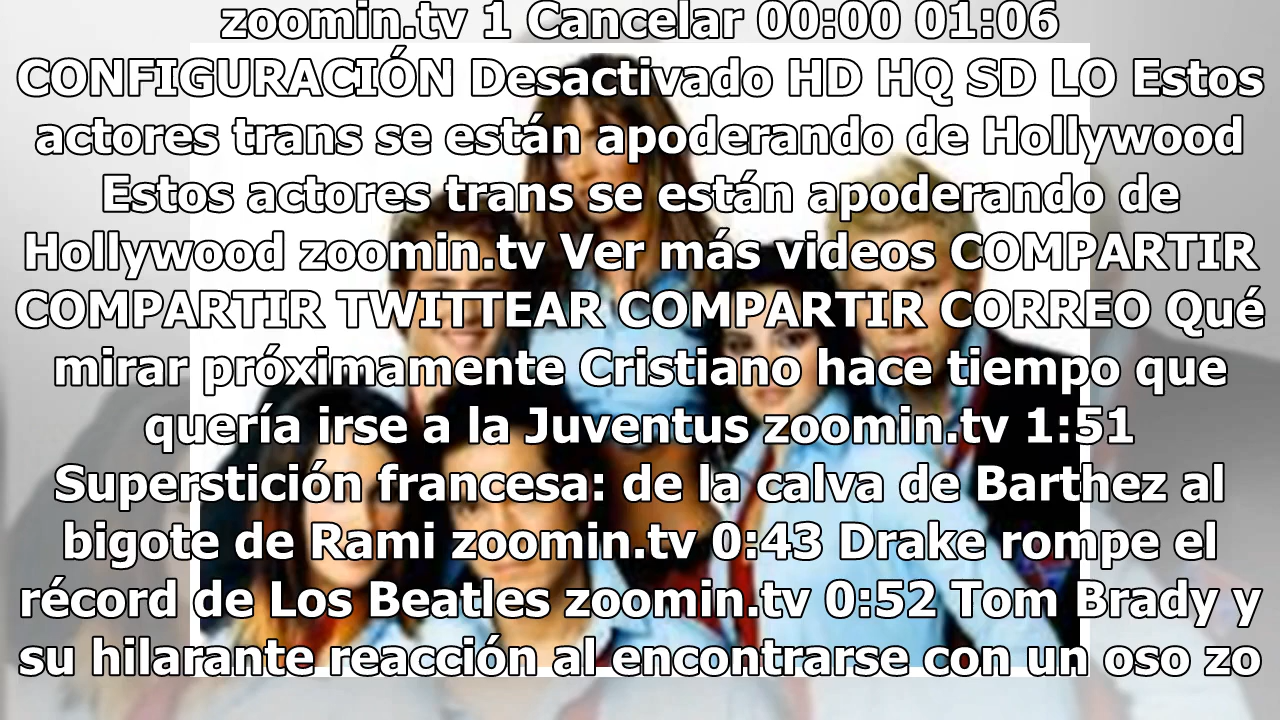 zoomin.tv 1 Cancelar 00:00 01:06
CONFIGURACIÓN Desactivado HD HQ SD LO Estos
actores trans se están apoderando de Hollywood
Estos actores trans se están apoderando de
Hollywood zoomin.tv Ver más videos COMPARTIR
COMPARTIR TWITTEAR COMPARTIR CORREO Qué
mirar próximamente Cristiano hace tiempo que
quería irse a la Juventus zoomin.tv 1:51
Superstición francesa: de la calva de Barthez al
bigote de Rami zoomin.tv 0:43 Drake rompe el
récord de Los Beatles zoomin.tv 0:52 Tom Brady y
su hilarante reacción al encontrarse con un oso zo